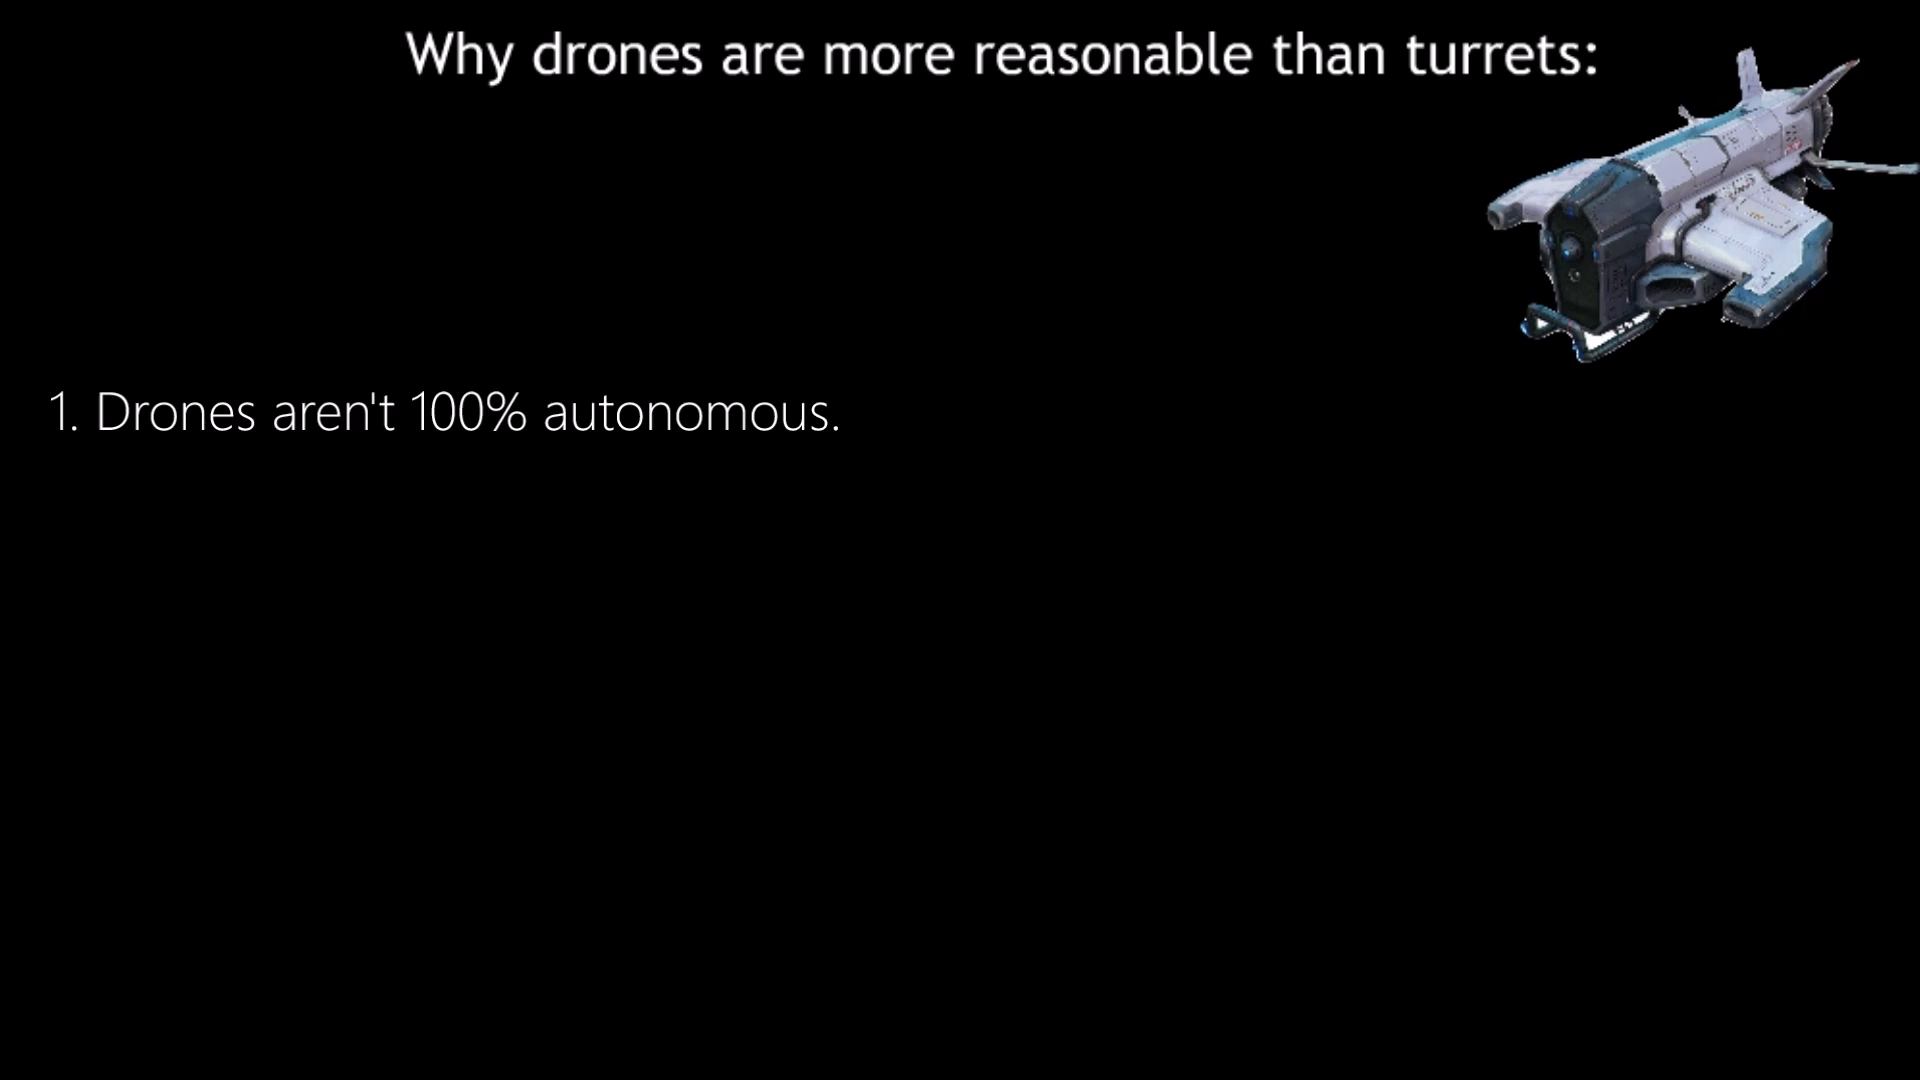 Why drones are more reasonable than turrets:
1. Drones aren't 100% autonomous.